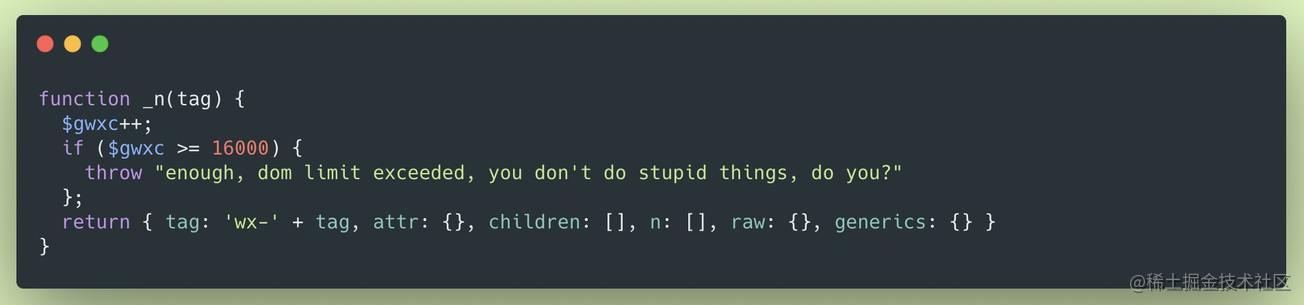 function _n(tag) {
  $gwxc++;
  if ($gwxc >= 16000) {
    throw "enough, dom limit exceeded, you don't do stupid things, do you?"
  };
  return { tag: 'wx-' + tag, attr: {}, children: [], n: [], raw: {}, generics: {} }
}
@稀土掘金技术社区